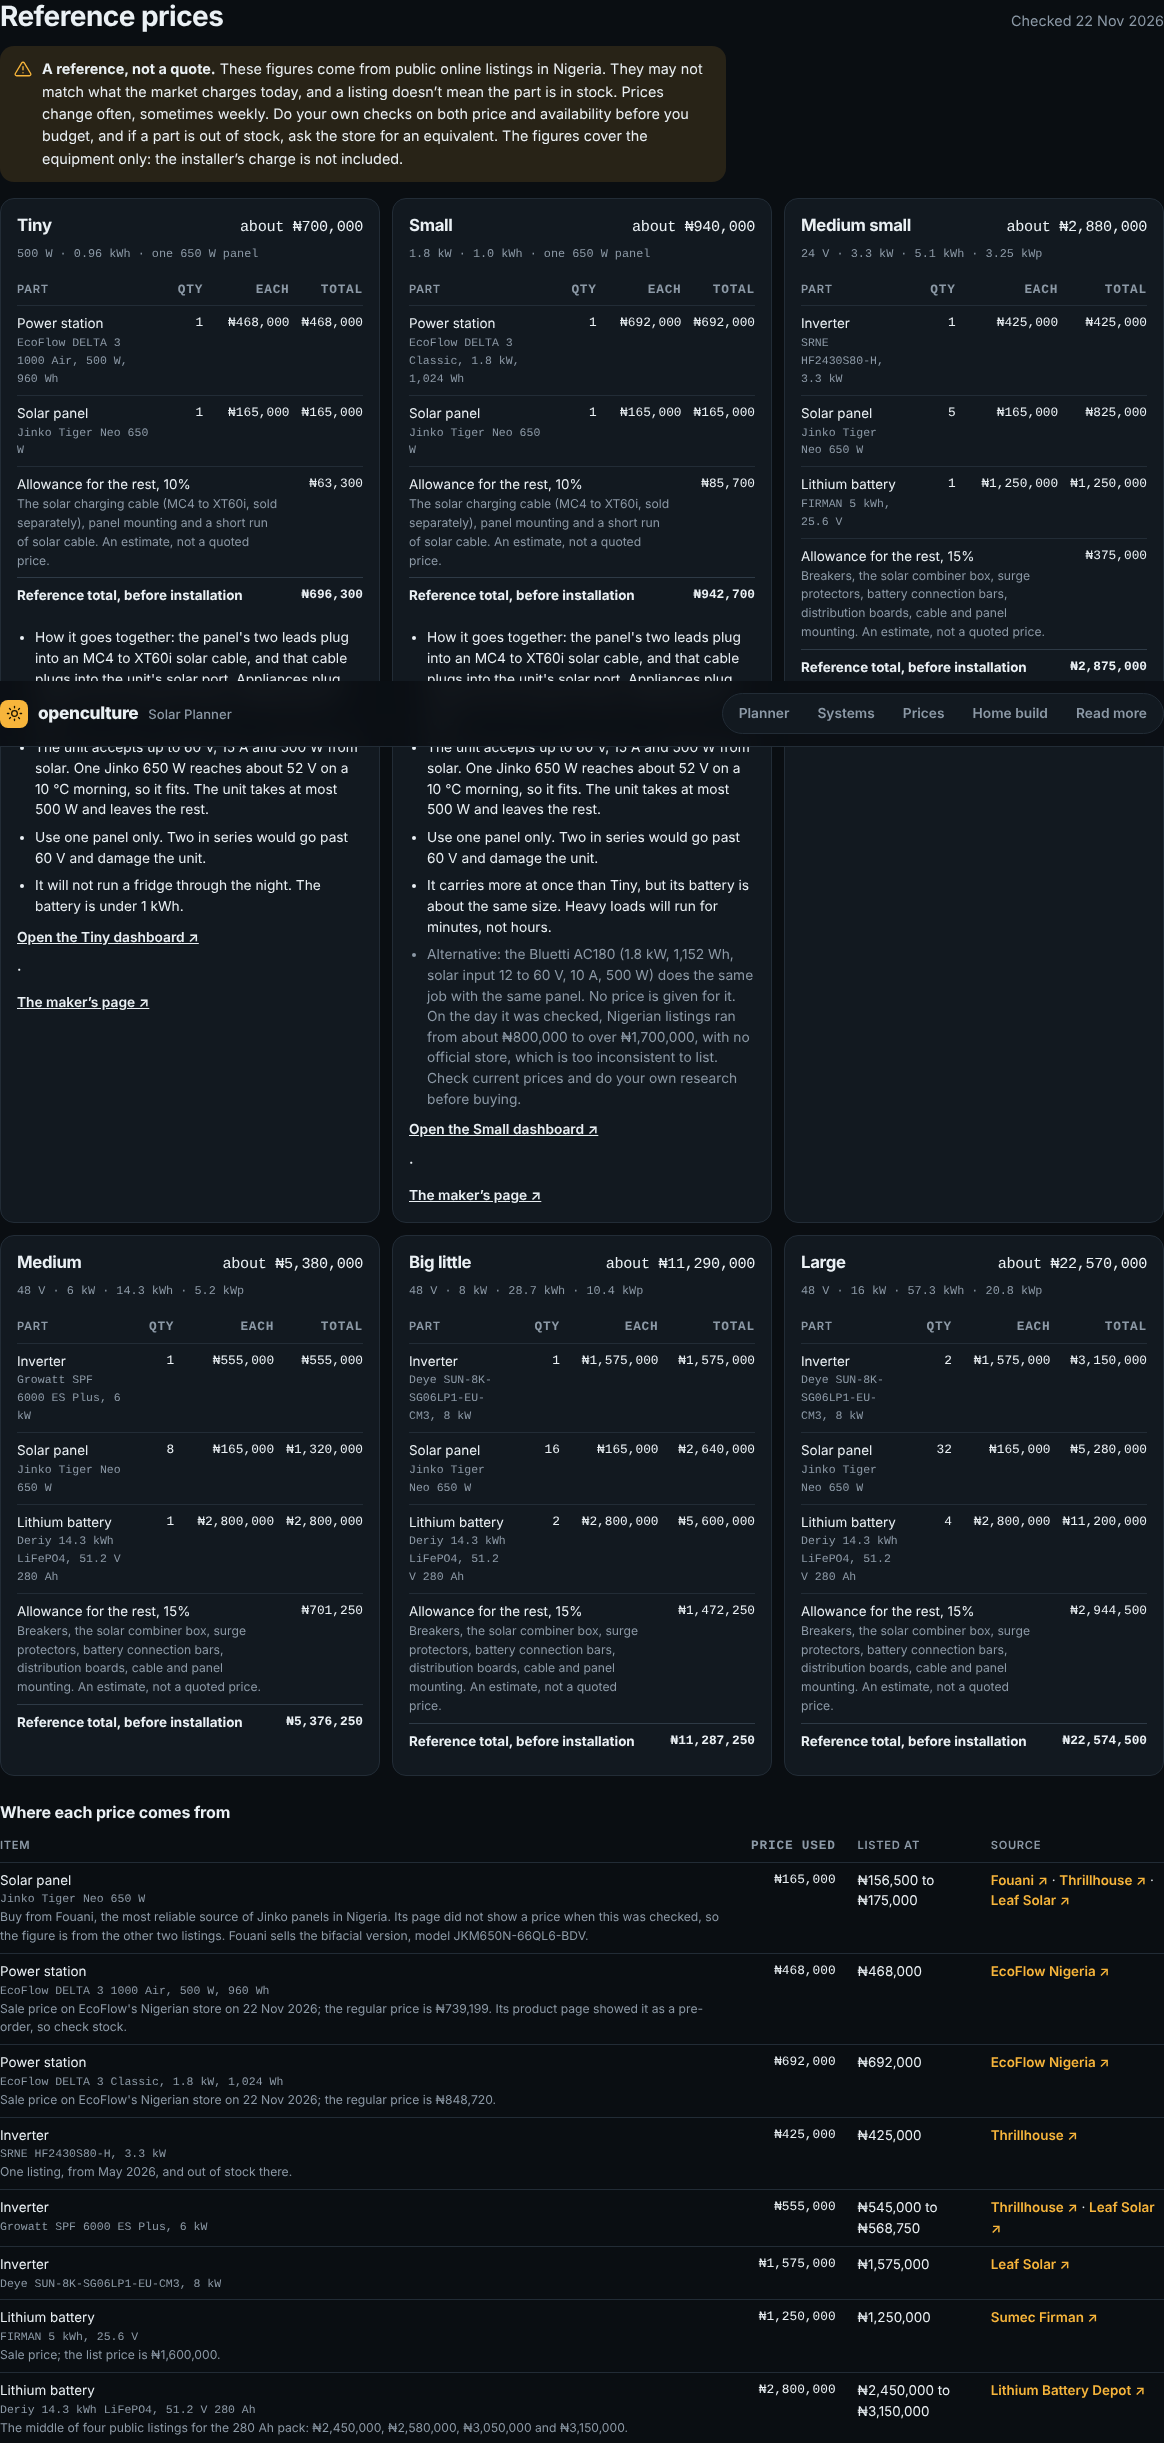 Reference prices
Checked 22 Nov 2026
A reference, not a quote. These figures come from public online listings in Nigeria. They may not
match what the market charges today, and a listing doesn’t mean the part is in stock. Prices
change often, sometimes weekly. Do your own checks on both price and availability before you
budget, and if a part is out of stock, ask the store for an equivalent. The figures cover the
equipment only: the installer’s charge is not included.
Tiny about ₦700,000
500 W · 0.96 kWh · one 650 W panel
PART QTY EACH TOTAL
Power station 1 ₦468,000 ₦468,000
EcoFlow DELTA 3
1000 Air, 500 W,
960 Wh
Solar panel 1 ₦165,000 ₦165,000
Jinko Tiger Neo 650
W
Allowance for the rest, 10% ₦63,300
The solar charging cable (MC4 to XT60i, sold
separately), panel mounting and a short run
of solar cable. An estimate, not a quoted
price.
Reference total, before installation ₦696,300
• How it goes together: the panel's two leads plug
into an MC4 to XT60i solar cable, and that cable
plugs into the unit's solar port. Appliances plug
• The unit accepts up to 60 V, 15 A and 500 W from
solar. One Jinko 650 W reaches about 52 V on a
10 °C morning, so it fits. The unit takes at most
500 W and leaves the rest.
• Use one panel only. Two in series would go past
60 V and damage the unit.
• It will not run a fridge through the night. The
battery is under 1 kWh.
Open the Tiny dashboard ↗
·
The maker’s page ↗
Small about ₦940,000
1.8 kW · 1.0 kWh · one 650 W panel
PART QTY EACH TOTAL
Power station 1 ₦692,000 ₦692,000
EcoFlow DELTA 3
Classic, 1.8 kW,
1,024 Wh
Solar panel 1 ₦165,000 ₦165,000
Jinko Tiger Neo 650
W
Allowance for the rest, 10% ₦85,700
The solar charging cable (MC4 to XT60i, sold
separately), panel mounting and a short run
of solar cable. An estimate, not a quoted
price.
Reference total, before installation ₦942,700
• How it goes together: the panel's two leads plug
into an MC4 to XT60i solar cable, and that cable
plugs into the unit's solar port. Appliances plug
• The unit accepts up to 60 V, 15 A and 500 W from
solar. One Jinko 650 W reaches about 52 V on a
10 °C morning, so it fits. The unit takes at most
500 W and leaves the rest.
• Use one panel only. Two in series would go past
60 V and damage the unit.
• It carries more at once than Tiny, but its battery is
about the same size. Heavy loads will run for
minutes, not hours.
• Alternative: the Bluetti AC180 (1.8 kW, 1,152 Wh,
solar input 12 to 60 V, 10 A, 500 W) does the same
job with the same panel. No price is given for it.
On the day it was checked, Nigerian listings ran
from about ₦800,000 to over ₦1,700,000, with no
official store, which is too inconsistent to list.
Check current prices and do your own research
before buying.
Open the Small dashboard ↗
·
The maker’s page ↗
Medium small about ₦2,880,000
24 V · 3.3 kW · 5.1 kWh · 3.25 kWp
PART QTY EACH TOTAL
Inverter 1 ₦425,000 ₦425,000
SRNE
HF2430S80-H,
3.3 kW
Solar panel 5 ₦165,000 ₦825,000
Jinko Tiger
Neo 650 W
Lithium battery 1 ₦1,250,000 ₦1,250,000
FIRMAN 5 kWh,
25.6 V
Allowance for the rest, 15% ₦375,000
Breakers, the solar combiner box, surge
protectors, battery connection bars,
distribution boards, cable and panel
mounting. An estimate, not a quoted price.
Reference total, before installation ₦2,875,000
openculture Solar Planner
Planner Systems Prices Home build Read more
Medium about ₦5,380,000
48 V · 6 kW · 14.3 kWh · 5.2 kWp
PART QTY EACH TOTAL
Inverter 1 ₦555,000 ₦555,000
Growatt SPF
6000 ES Plus, 6
kW
Solar panel 8 ₦165,000 ₦1,320,000
Jinko Tiger Neo
650 W
Lithium battery 1 ₦2,800,000 ₦2,800,000
Deriy 14.3 kWh
LiFePO4, 51.2 V
280 Ah
Allowance for the rest, 15% ₦701,250
Breakers, the solar combiner box, surge
protectors, battery connection bars,
distribution boards, cable and panel
mounting. An estimate, not a quoted price.
Reference total, before installation ₦5,376,250
Big little about ₦11,290,000
48 V · 8 kW · 28.7 kWh · 10.4 kWp
PART QTY EACH TOTAL
Inverter 1 ₦1,575,000 ₦1,575,000
Deye SUN-8K-
SG06LP1-EU-
CM3, 8 kW
Solar panel 16 ₦165,000 ₦2,640,000
Jinko Tiger
Neo 650 W
Lithium battery 2 ₦2,800,000 ₦5,600,000
Deriy 14.3 kWh
LiFePO4, 51.2
V 280 Ah
Allowance for the rest, 15% ₦1,472,250
Breakers, the solar combiner box, surge
protectors, battery connection bars,
distribution boards, cable and panel
mounting. An estimate, not a quoted
price.
Reference total, before installation ₦11,287,250
Large about ₦22,570,000
48 V · 16 kW · 57.3 kWh · 20.8 kWp
PART QTY EACH TOTAL
Inverter 2 ₦1,575,000 ₦3,150,000
Deye SUN-8K-
SG06LP1-EU-
CM3, 8 kW
Solar panel 32 ₦165,000 ₦5,280,000
Jinko Tiger
Neo 650 W
Lithium battery 4 ₦2,800,000 ₦11,200,000
Deriy 14.3 kWh
LiFePO4, 51.2
V 280 Ah
Allowance for the rest, 15% ₦2,944,500
Breakers, the solar combiner box, surge
protectors, battery connection bars,
distribution boards, cable and panel
mounting. An estimate, not a quoted
price.
Reference total, before installation ₦22,574,500
Where each price comes from
ITEM PRICE USED LISTED AT SOURCE
Solar panel ₦165,000 ₦156,500 to ₦175,000 Fouani ↗ · Thrillhouse ↗ · Leaf Solar ↗
Jinko Tiger Neo 650 W
Buy from Fouani, the most reliable source of Jinko panels in Nigeria. Its page did not show a price when this was checked, so
the figure is from the other two listings. Fouani sells the bifacial version, model JKM650N-66QL6-BDV.
Power station ₦468,000 ₦468,000 EcoFlow Nigeria ↗
EcoFlow DELTA 3 1000 Air, 500 W, 960 Wh
Sale price on EcoFlow's Nigerian store on 22 Nov 2026; the regular price is ₦739,199. Its product page showed it as a pre-
order, so check stock.
Power station ₦692,000 ₦692,000 EcoFlow Nigeria ↗
EcoFlow DELTA 3 Classic, 1.8 kW, 1,024 Wh
Sale price on EcoFlow's Nigerian store on 22 Nov 2026; the regular price is ₦848,720.
Inverter ₦425,000 ₦425,000 Thrillhouse ↗
SRNE HF2430S80-H, 3.3 kW
One listing, from May 2026, and out of stock there.
Inverter ₦555,000 ₦545,000 to ₦568,750 Thrillhouse ↗ · Leaf Solar ↗
Growatt SPF 6000 ES Plus, 6 kW
Inverter ₦1,575,000 ₦1,575,000 Leaf Solar ↗
Deye SUN-8K-SG06LP1-EU-CM3, 8 kW
Lithium battery ₦1,250,000 ₦1,250,000 Sumec Firman ↗
FIRMAN 5 kWh, 25.6 V
Sale price; the list price is ₦1,600,000.
Lithium battery ₦2,800,000 ₦2,450,000 to ₦3,150,000 Lithium Battery Depot ↗
Deriy 14.3 kWh LiFePO4, 51.2 V 280 Ah
The middle of four public listings for the 280 Ah pack: ₦2,450,000, ₦2,580,000, ₦3,050,000 and ₦3,150,000.